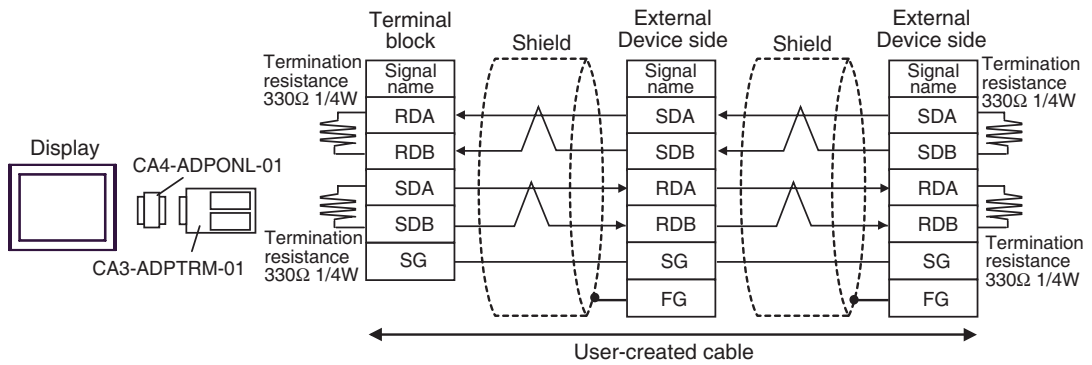 Display
CA4-ADPONL-01
CA3-ADPTRM-01
Termination
resistance
330Ω 1/4W
Termination
resistance
330Ω 1/4W
Terminal
block
Signal
name
RDA
RDB
SDA
SDB
SG
Shield
External
Device side
Signal
name
SDA
SDB
RDA
RDB
SG
FG
Shield
External
Device side
Signal
name
SDA
SDB
RDA
RDB
SG
FG
Termination
resistance
330Ω 1/4W
Termination
resistance
330Ω 1/4W
User-created cable